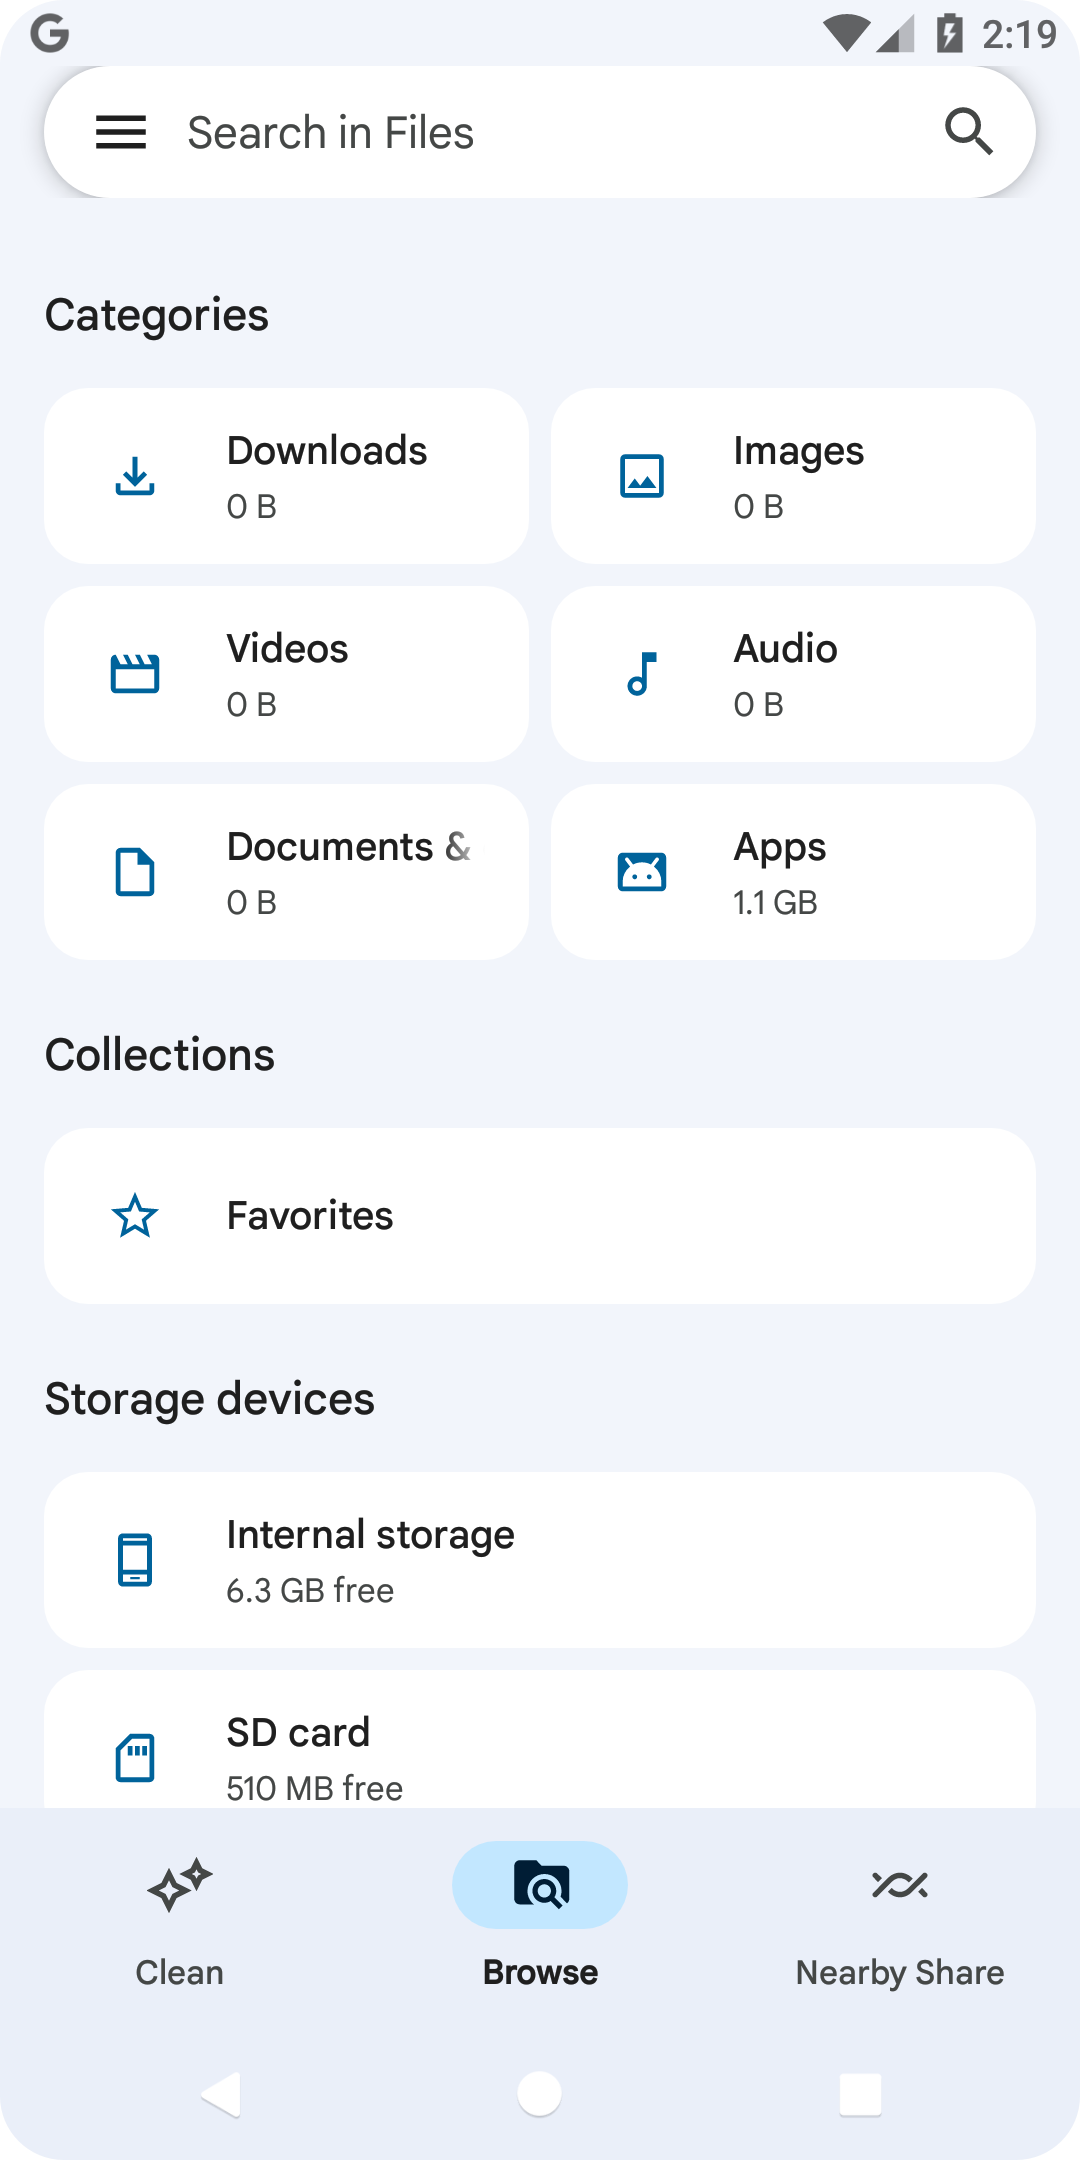 G 2:19
Search in Files
Categories
Downloads
0 B
Images
0 B
Videos
0 B
Audio
0 B
Documents &
0 B
Apps
1.1 GB
Collections
Favorites
Storage devices
Internal storage
6.3 GB free
SD card
510 MB free
Clean
Browse
Nearby Share